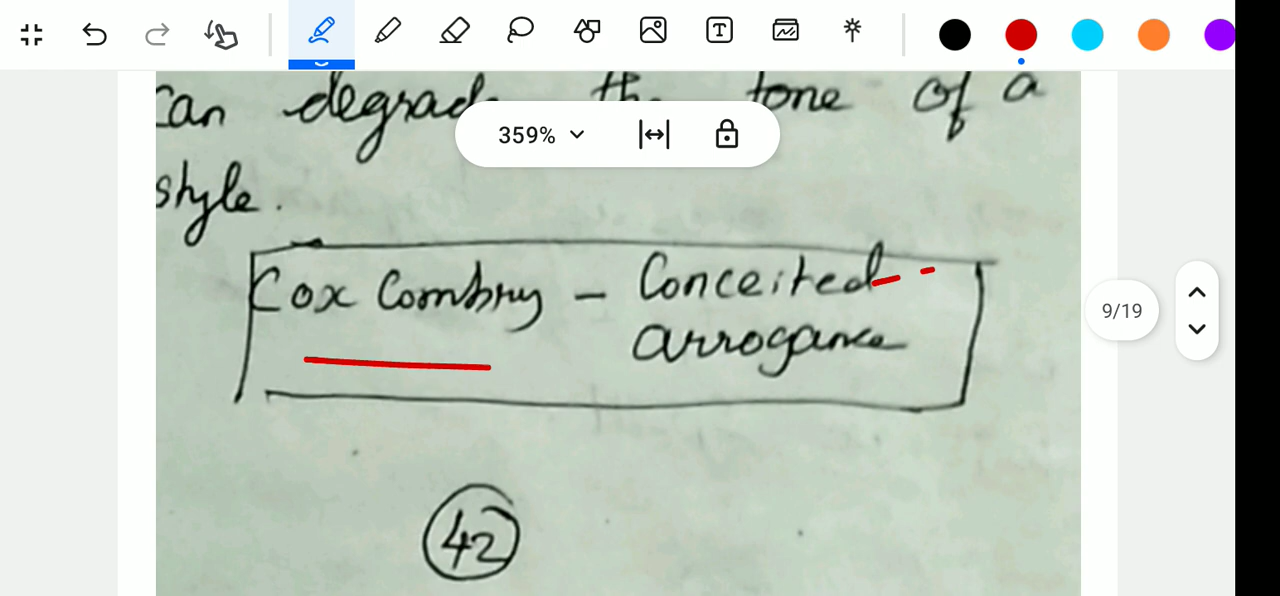 can degrade the tone of a
359%
style.
Cox Combry - Conceited
arrogance
9/19
42